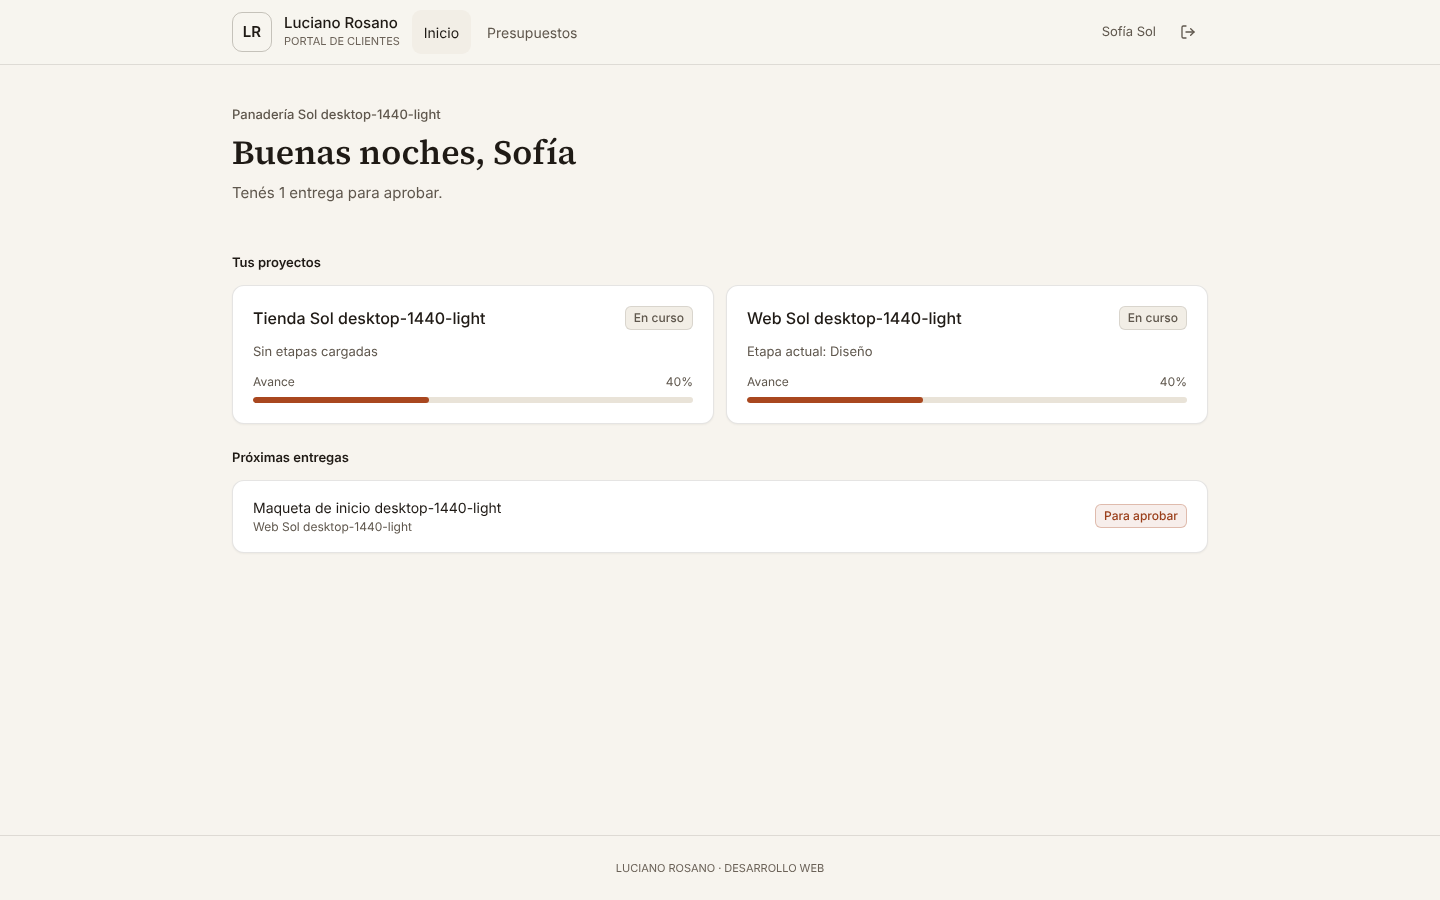 LR
Luciano Rosano
PORTAL DE CLIENTES
Inicio
Presupuestos
Sofía Sol
Panadería Sol desktop-1440-light
Buenas noches, Sofía
Tenés 1 entrega para aprobar.
Tus proyectos
Tienda Sol desktop-1440-light
En curso
Sin etapas cargadas
Avance
40%
Web Sol desktop-1440-light
En curso
Etapa actual: Diseño
Avance
40%
Próximas entregas
Maqueta de inicio desktop-1440-light
Web Sol desktop-1440-light
Para aprobar
LUCIANO ROSANO · DESARROLLO WEB